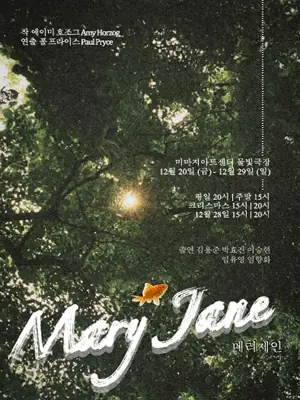 작 에이미 호조그 Amy Horzog
연출 폴 프라이스 Paul Pryce
미마지아트센터 물빛극장
12월 20일 (금) - 12월 29일 (일)
평일 20시 | 주말 15시
크리스마스 15시 | 20시
12월 28일 15시 | 20시
출연 김용준 박효진 이승현
임유영 임향화
Mary Jane
메리제인